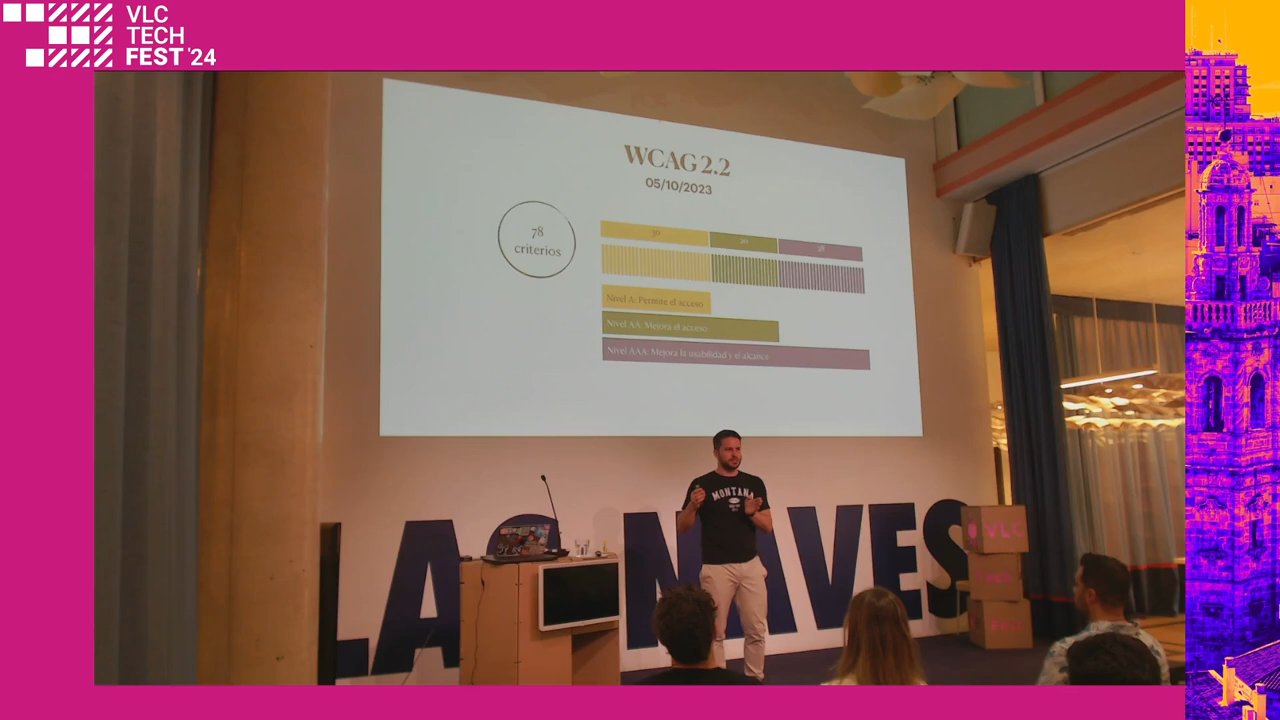 VLC
TECH
FEST '24
WCAG 2.2
05/10/2023
78
criterios
30
20
28
Nivel A: Permite el acceso
Nivel AA: Mejora el acceso
Nivel AAA: Mejora la usabilidad y el alcance
MONTANA
LAS NAVES
VLC